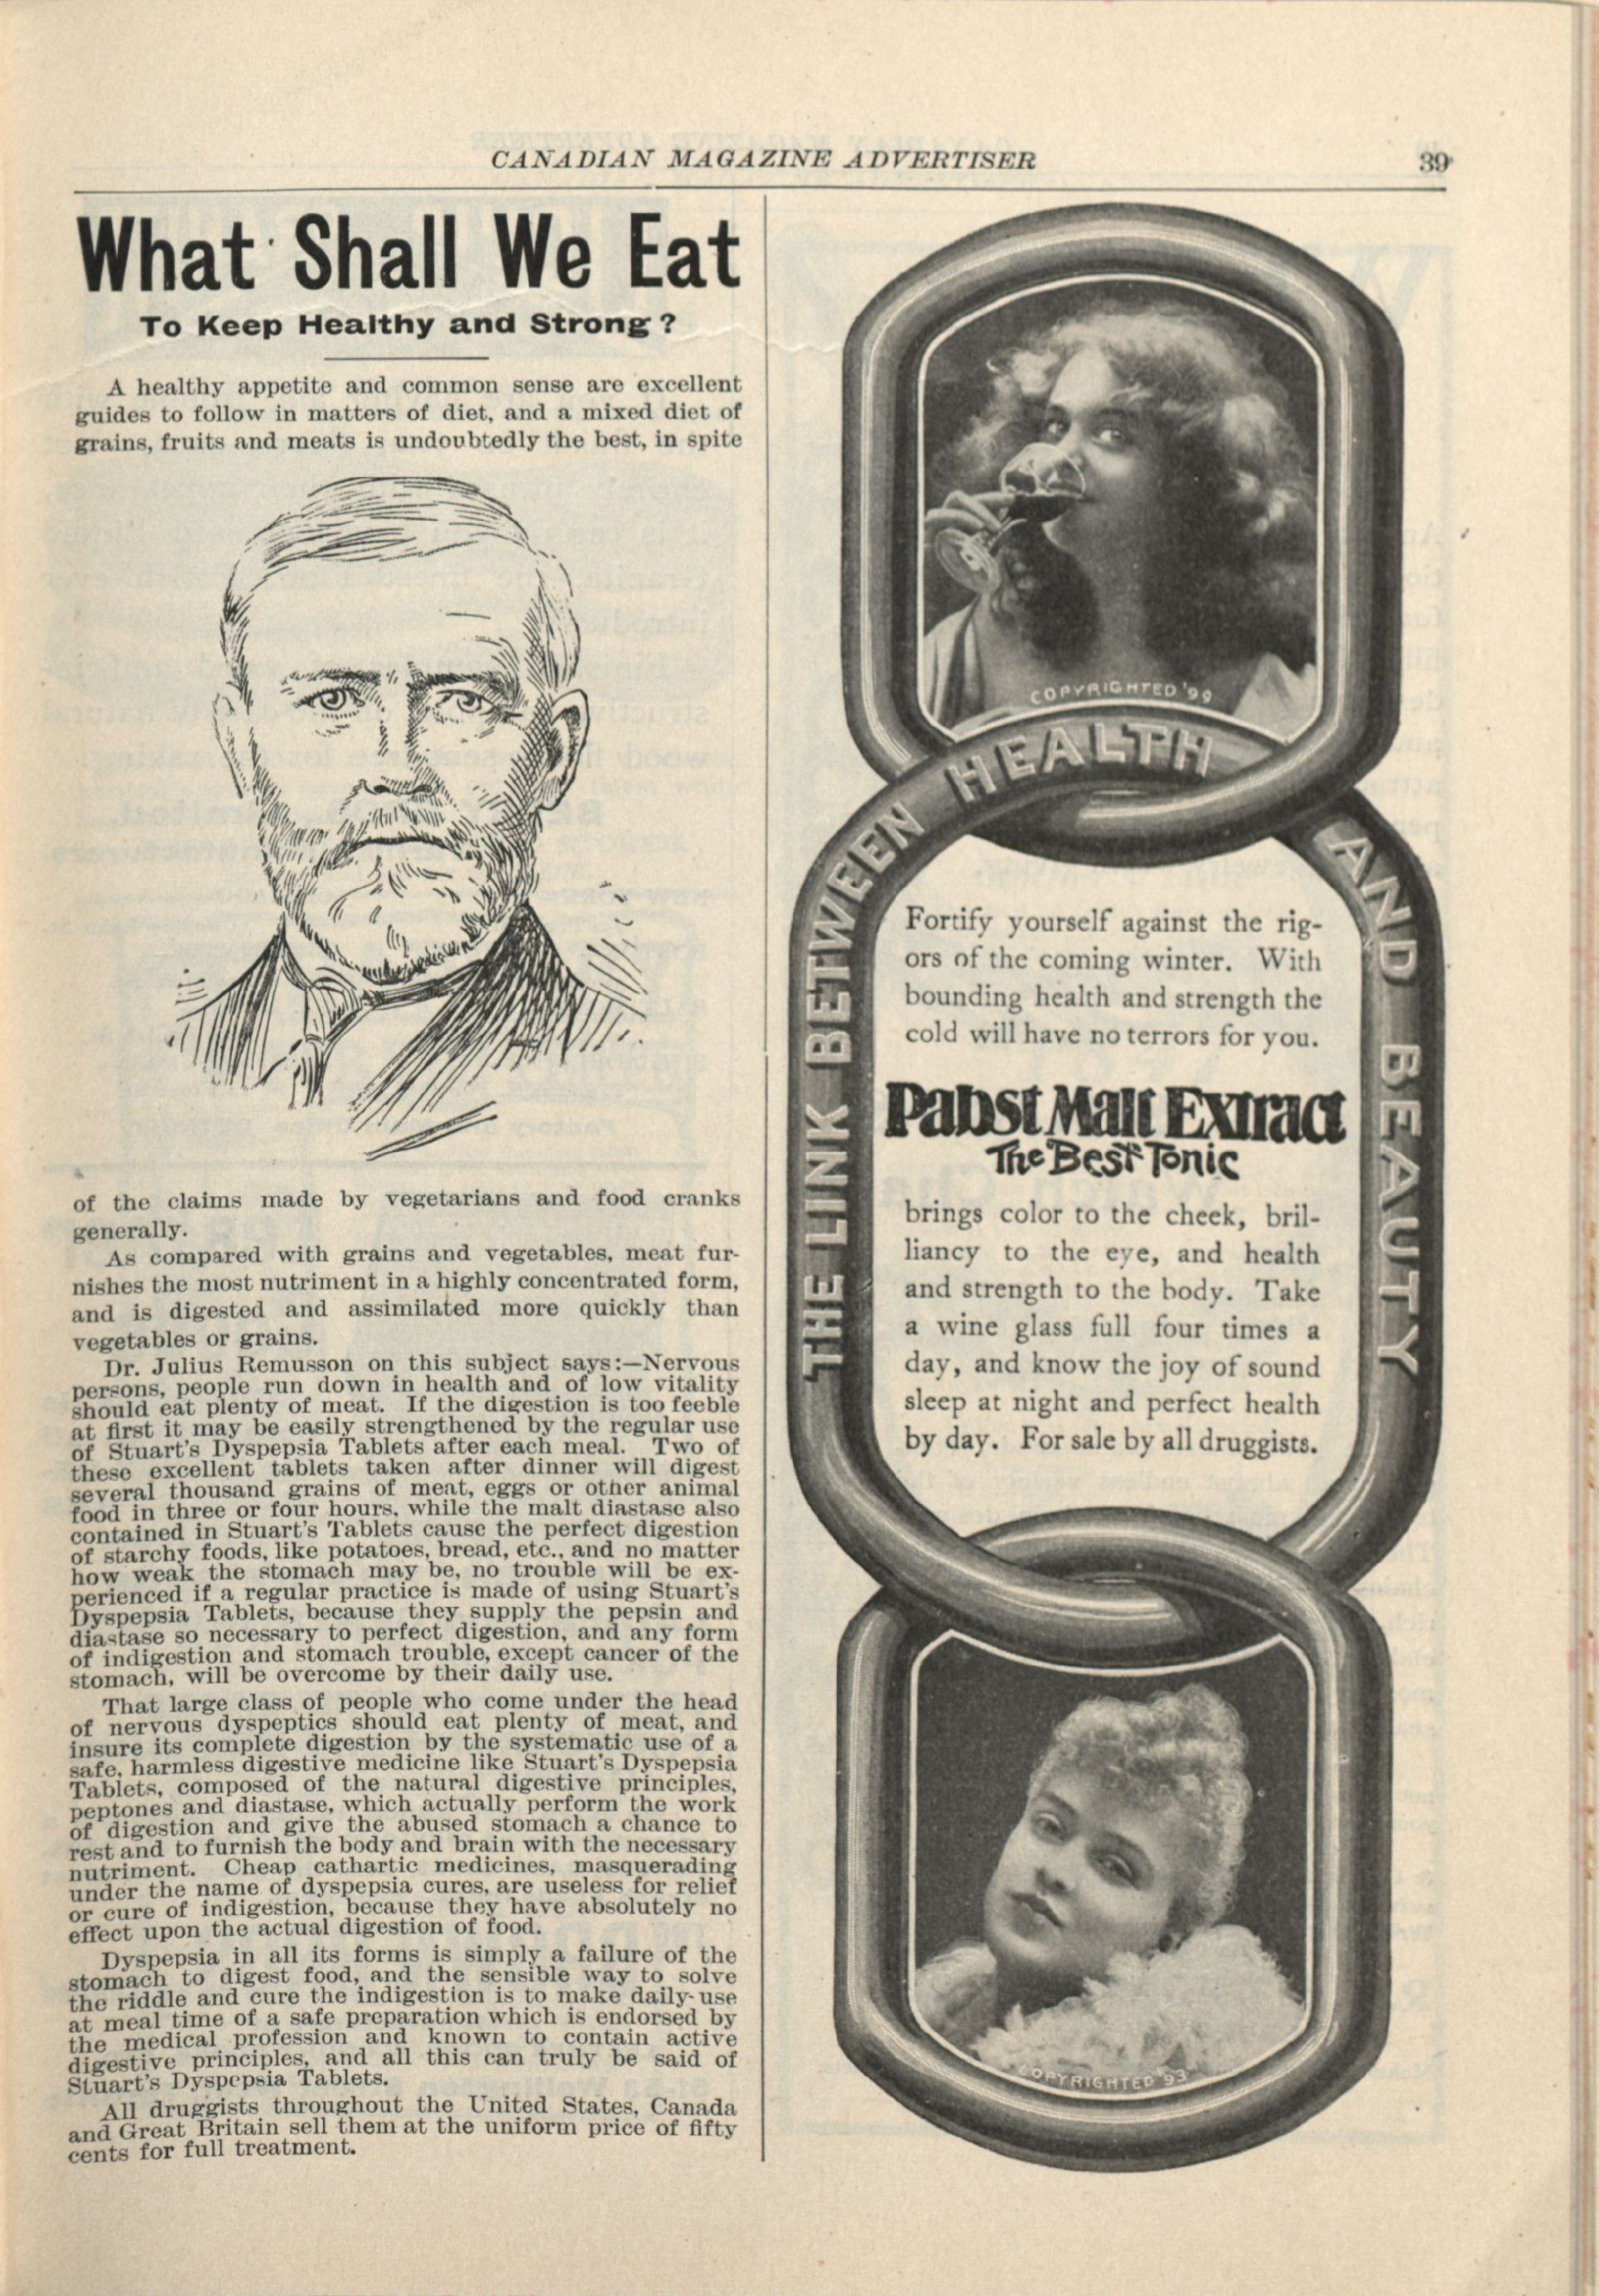 CANADIAN MAGAZINE ADVERTISER 39
What Shall We Eat
To Keep Healthy and Strong?
A healthy appetite and common sense are excellent
guides to follow in matters of diet, and a mixed diet of
grains, fruits and meats is undoubtedly the best, in spite
of the claims made by vegetarians and food cranks
generally.
As compared with grains and vegetables, meat fur-
nishes the most nutriment in a highly concentrated form,
and is digested and assimilated more quickly than
vegetables or grains.
Dr. Julius Remusson on this subject says:—Nervous
persons, people run down in health and of low vitality
should eat plenty of meat. If the digestion is too feeble
at first it may be easily strengthened by the regular use
of Stuart's Dyspepsia Tablets after each meal. Two of
these excellent tablets taken after dinner will digest
several thousand grains of meat, eggs or other animal
food in three or four hours, while the malt diastase also
contained in Stuart's Tablets cause the perfect digestion
of starchy foods, like potatoes, bread, etc., and no matter
how weak the stomach may be, no trouble will be ex-
perienced if a regular practice is made of using Stuart's
Dyspepsia Tablets, because they supply the pepsin and
diastase so necessary to perfect digestion, and any form
of indigestion and stomach trouble, except cancer of the
stomach, will be overcome by their daily use.
That large class of people who come under the head
of nervous dyspeptics should eat plenty of meat, and
insure its complete digestion by the systematic use of a
safe, harmless digestive medicine like Stuart's Dyspepsia
Tablets, composed of the natural digestive principles,
peptones and diastase, which actually perform the work
of digestion and give the abused stomach a chance to
rest and to furnish the body and brain with the necessary
nutriment. Cheap cathartic medicines, masquerading
under the name of dyspepsia cures, are useless for relief
or cure of indigestion, because they have absolutely no
effect upon the actual digestion of food.
Dyspepsia in all its forms is simply a failure of the
stomach to digest food, and the sensible way to solve
the riddle and cure the indigestion is to make daily use
at meal time of a safe preparation which is endorsed by
the medical profession and known to contain active
digestive principles, and all this can truly be said of
Stuart's Dyspepsia Tablets.
All druggists throughout the United States, Canada
and Great Britain sell them at the uniform price of fifty
cents for full treatment.
COPYRIGHTED '99
THE LINK BETWEEN HEALTH AND BEAUTY
Fortify yourself against the rig-
ors of the coming winter. With
bounding health and strength the
cold will have no terrors for you.
Pabst Malt Extract
The Best Tonic
brings color to the cheek, bril-
liancy to the eye, and health
and strength to the body. Take
a wine glass full four times a
day, and know the joy of sound
sleep at night and perfect health
by day. For sale by all druggists.
COPYRIGHTED '93